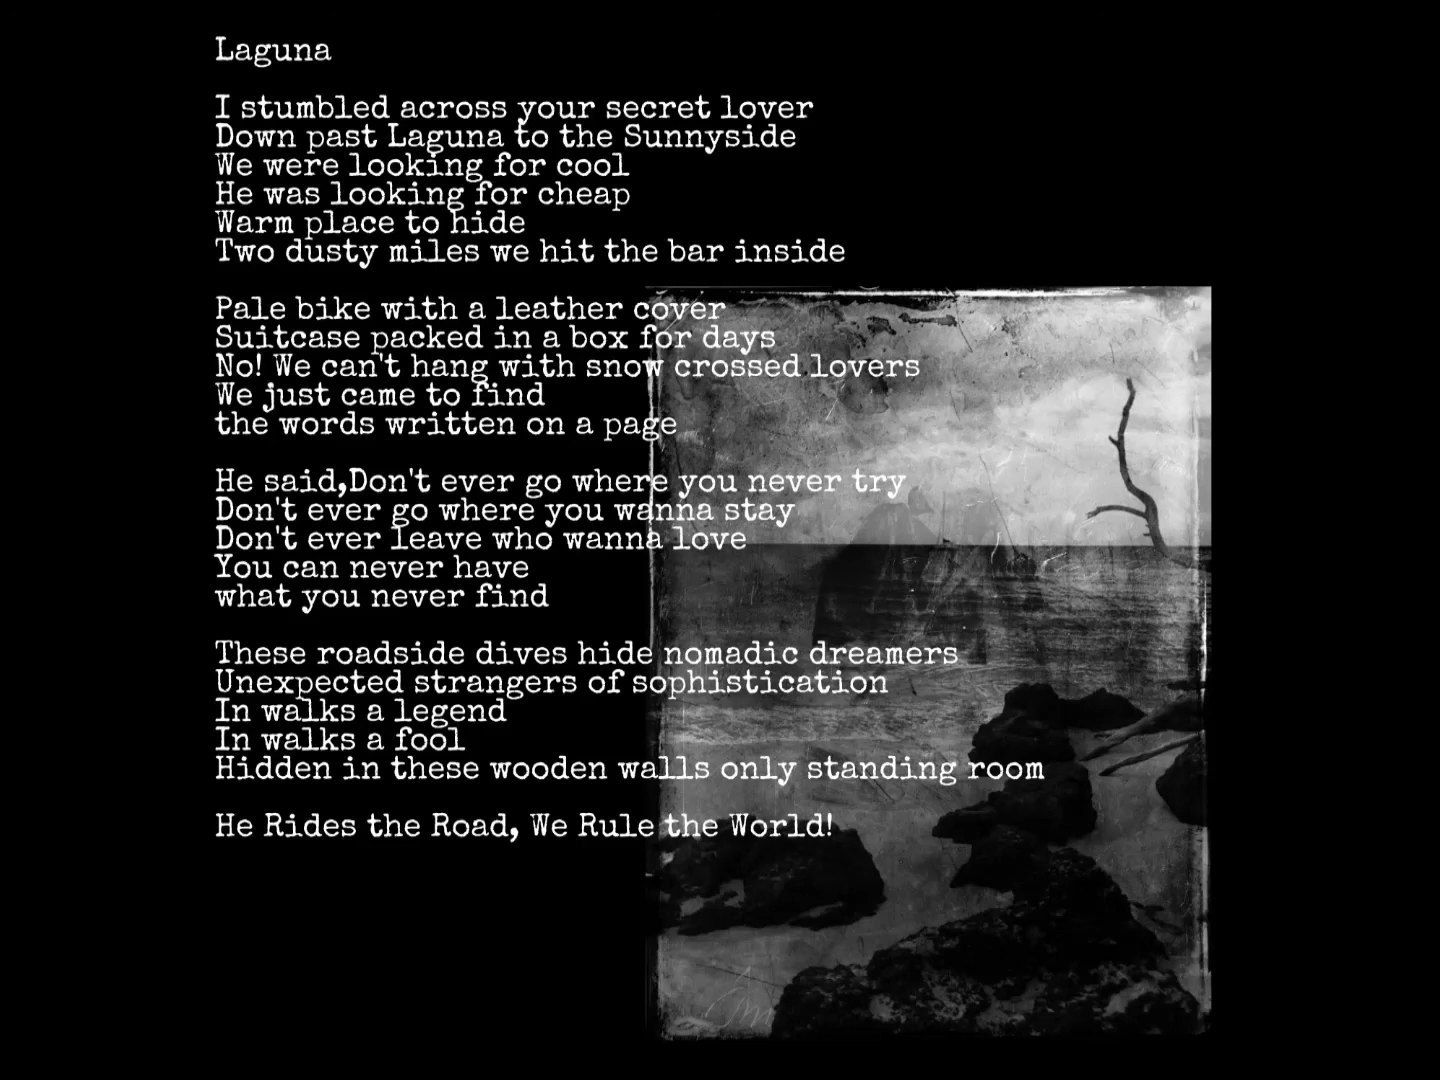 Laguna
I stumbled across your secret lover
Down past Laguna to the Sunnyside
We were looking for cool
He was looking for cheap
Warm place to hide
Two dusty miles we hit the bar inside
Pale bike with a leather cover
Suitcase packed in a box for days
No! We can't hang with snow crossed lovers
We just came to find
the words written on a page
He said,Don't ever go where you never try
Don't ever go where you wanna stay
Don't ever leave who wanna love
You can never have
what you never find
These roadside dives hide nomadic dreamers
Unexpected strangers of sophistication
In walks a legend
In walks a fool
Hidden in these wooden walls only standing room
He Rides the Road, We Rule the World!